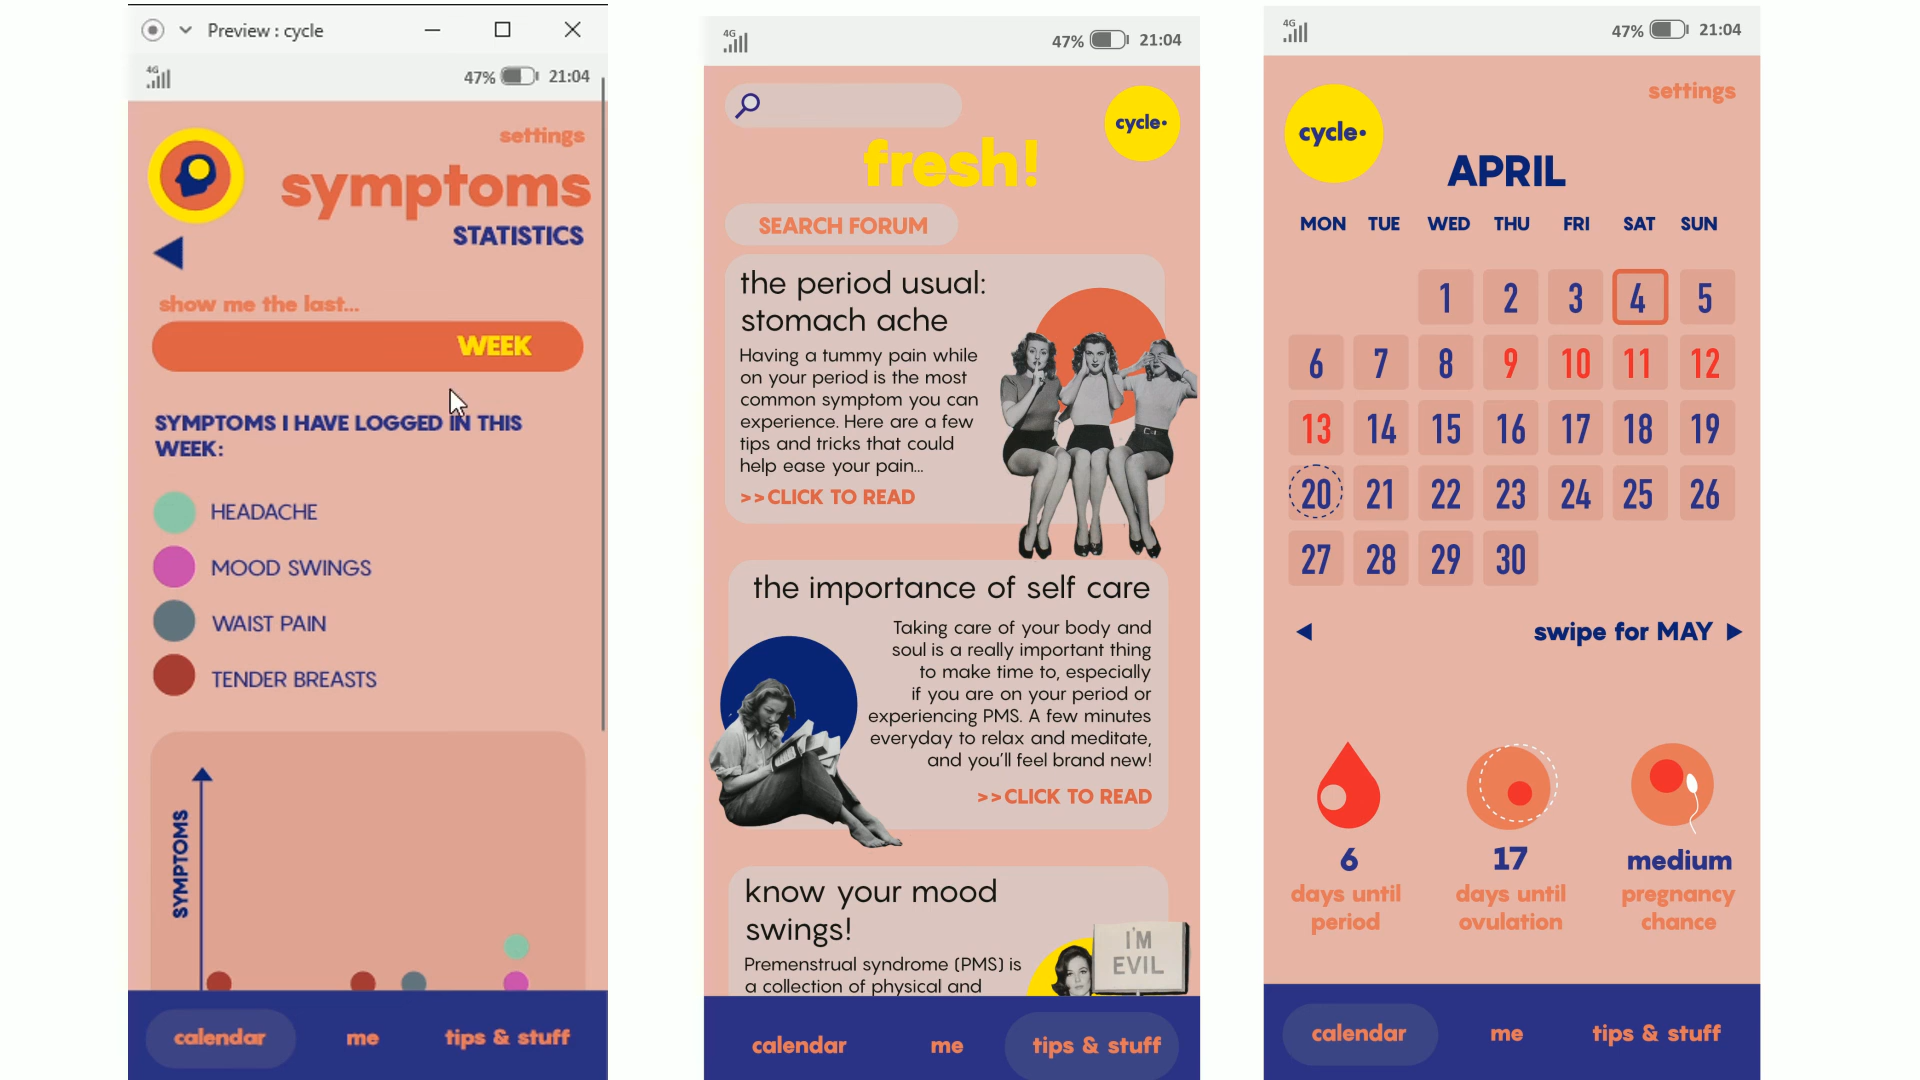 Preview : cycle
4G
47% 21:04
settings
symptoms
STATISTICS
show me the last...
WEEK
SYMPTOMS I HAVE LOGGED IN THIS
WEEK:
HEADACHE
MOOD SWINGS
WAIST PAIN
TENDER BREASTS
SYMPTOMS
calendar me tips & stuff
4G
47% 21:04
cycle•
fresh!
SEARCH FORUM
the period usual:
stomach ache
Having a tummy pain while
on your period is the most
common symptom you can
experience. Here are a few
tips and tricks that could
help ease your pain...
>>CLICK TO READ
the importance of self care
Taking care of your body and
soul is a really important thing
to make time to, especially
if you are on your period or
experiencing PMS. A few minutes
everyday to relax and meditate,
and you'll feel brand new!
>>CLICK TO READ
know your mood
swings!
Premenstrual syndrome (PMS) is
a collection of physical and
I'M
EVIL
calendar me tips & stuff
4G
47% 21:04
settings
cycle•
APRIL
MON TUE WED THU FRI SAT SUN
1 2 3 4 5
6 7 8 9 10 11 12
13 14 15 16 17 18 19
20 21 22 23 24 25 26
27 28 29 30
swipe for MAY
6 17 medium
days until days until pregnancy
period ovulation chance
calendar me tips & stuff